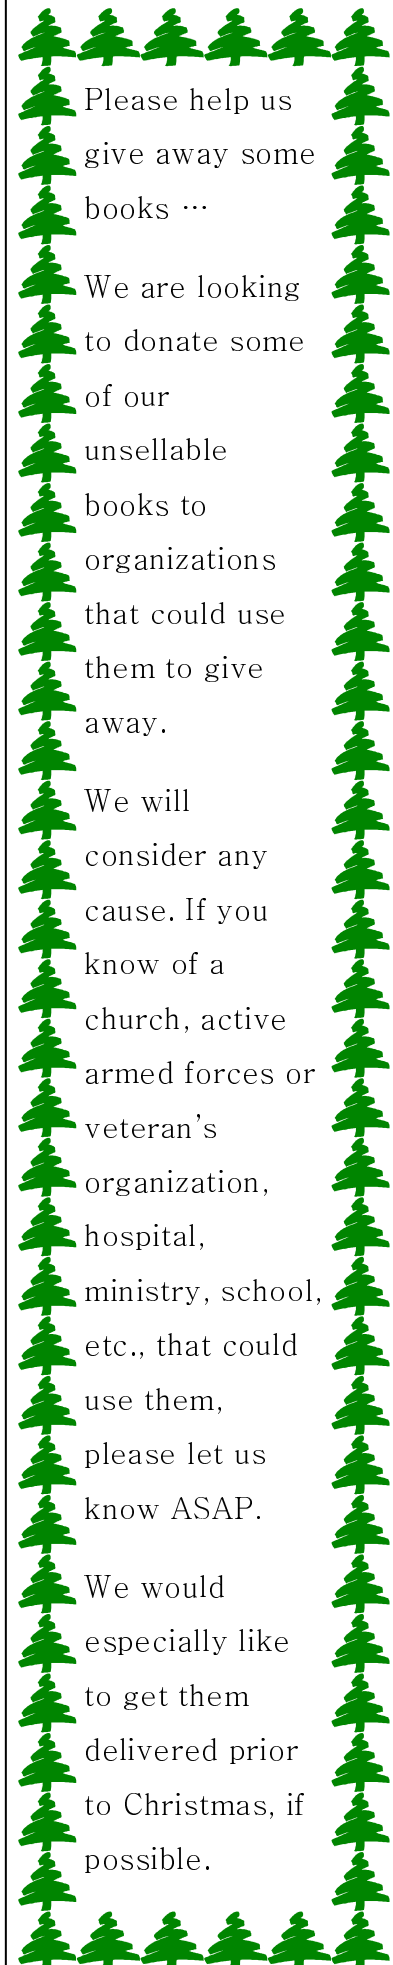 Please help us
give away some
books …
We are looking
to donate some
of our
unsellable
books to
organizations
that could use
them to give
away.
We will
consider any
cause. If you
know of a
church, active
armed forces or
veteran’s
organization,
hospital,
ministry, school,
etc., that could
use them,
please let us
know ASAP.
We would
especially like
to get them
delivered prior
to Christmas, if
possible.